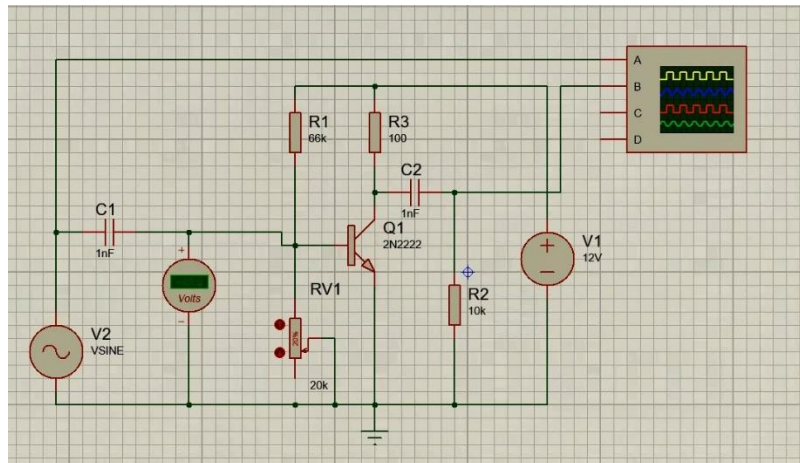 A
B
C
D
R1
66k
R3
100
C2
1nF
C1
1nF
Q1
2N2222
+
Volts
−
V1
12V
+
−
RV1
20%
20k
R2
10k
V2
VSINE